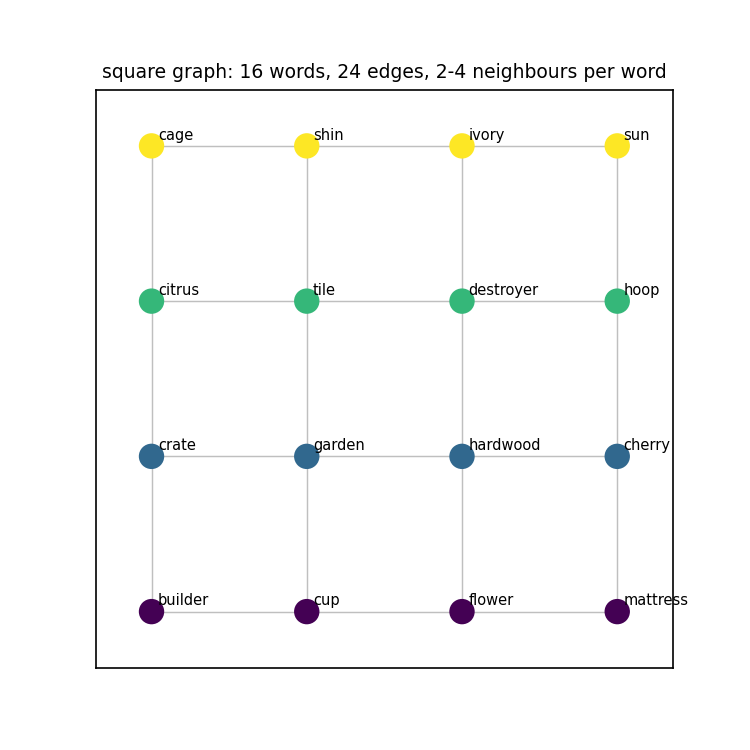 square graph: 16 words, 24 edges, 2-4 neighbours per word
cage shin ivory sun
citrus tile destroyer hoop
crate garden hardwood cherry
builder cup flower mattress